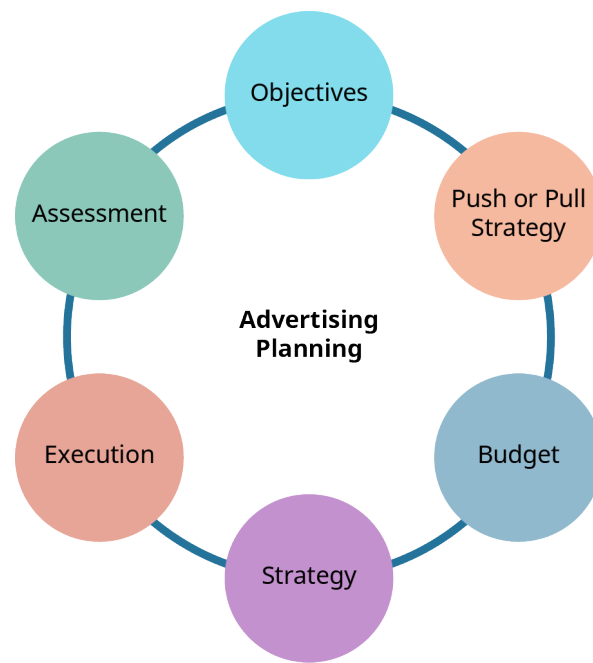 Objectives
Push or Pull
Strategy
Assessment
Advertising
Planning
Execution
Budget
Strategy